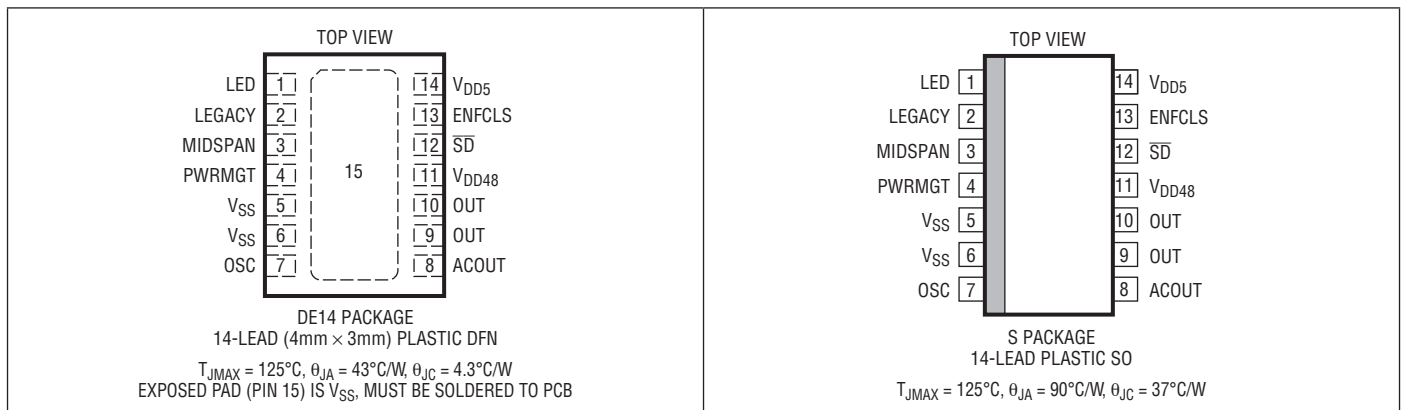 TOP VIEW
LED 1 14 VDD5
LEGACY 2 13 ENFCLS
MIDSPAN 3 12 S̅D̅
PWRMGT 4 15 11 VDD48
VSS 5 10 OUT
VSS 6 9 OUT
OSC 7 8 ACOUT
DE14 PACKAGE
14-LEAD (4mm × 3mm) PLASTIC DFN
TJMAX = 125°C, θJA = 43°C/W, θJC = 4.3°C/W
EXPOSED PAD (PIN 15) IS VSS, MUST BE SOLDERED TO PCB
TOP VIEW
LED 1 14 VDD5
LEGACY 2 13 ENFCLS
MIDSPAN 3 12 S̅D̅
PWRMGT 4 11 VDD48
VSS 5 10 OUT
VSS 6 9 OUT
OSC 7 8 ACOUT
S PACKAGE
14-LEAD PLASTIC SO
TJMAX = 125°C, θJA = 90°C/W, θJC = 37°C/W